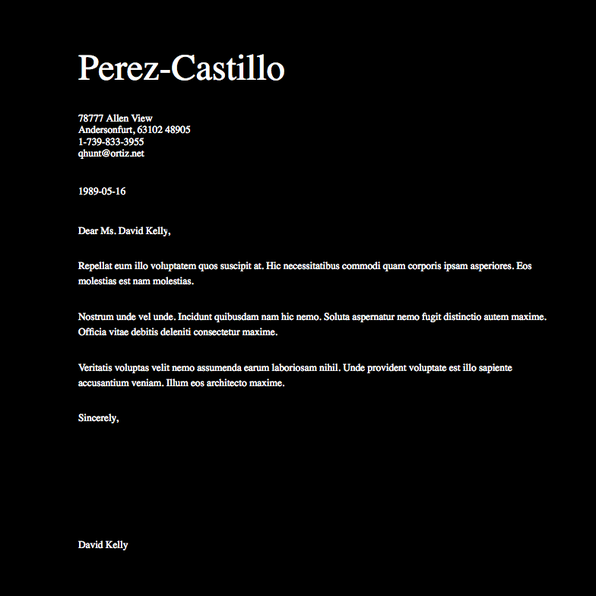 Perez-Castillo
78777 Allen View
Andersonfurt, 63102 48905
1-739-833-3955
qhunt@ortiz.net
1989-05-16
Dear Ms. David Kelly,
Repellat eum illo voluptatem quos suscipit at. Hic necessitatibus commodi quam corporis ipsam asperiores. Eos
molestias est nam molestias.
Nostrum unde vel unde. Incidunt quibusdam nam hic nemo. Soluta aspernatur nemo fugit distinctio autem maxime.
Officia vitae debitis deleniti consectetur maxime.
Veritatis voluptas velit nemo assumenda earum laboriosam nihil. Unde provident voluptate est illo sapiente
accusantium veniam. Illum eos architecto maxime.
Sincerely,
David Kelly